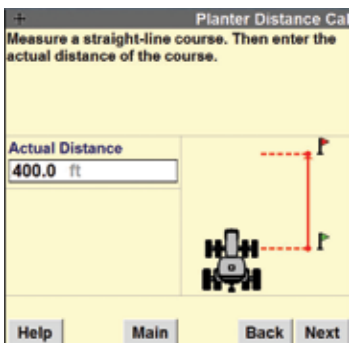 Planter Distance Cal
Measure a straight-line course. Then enter the
actual distance of the course.
Actual Distance
400.0 ft
Help Main Back Next